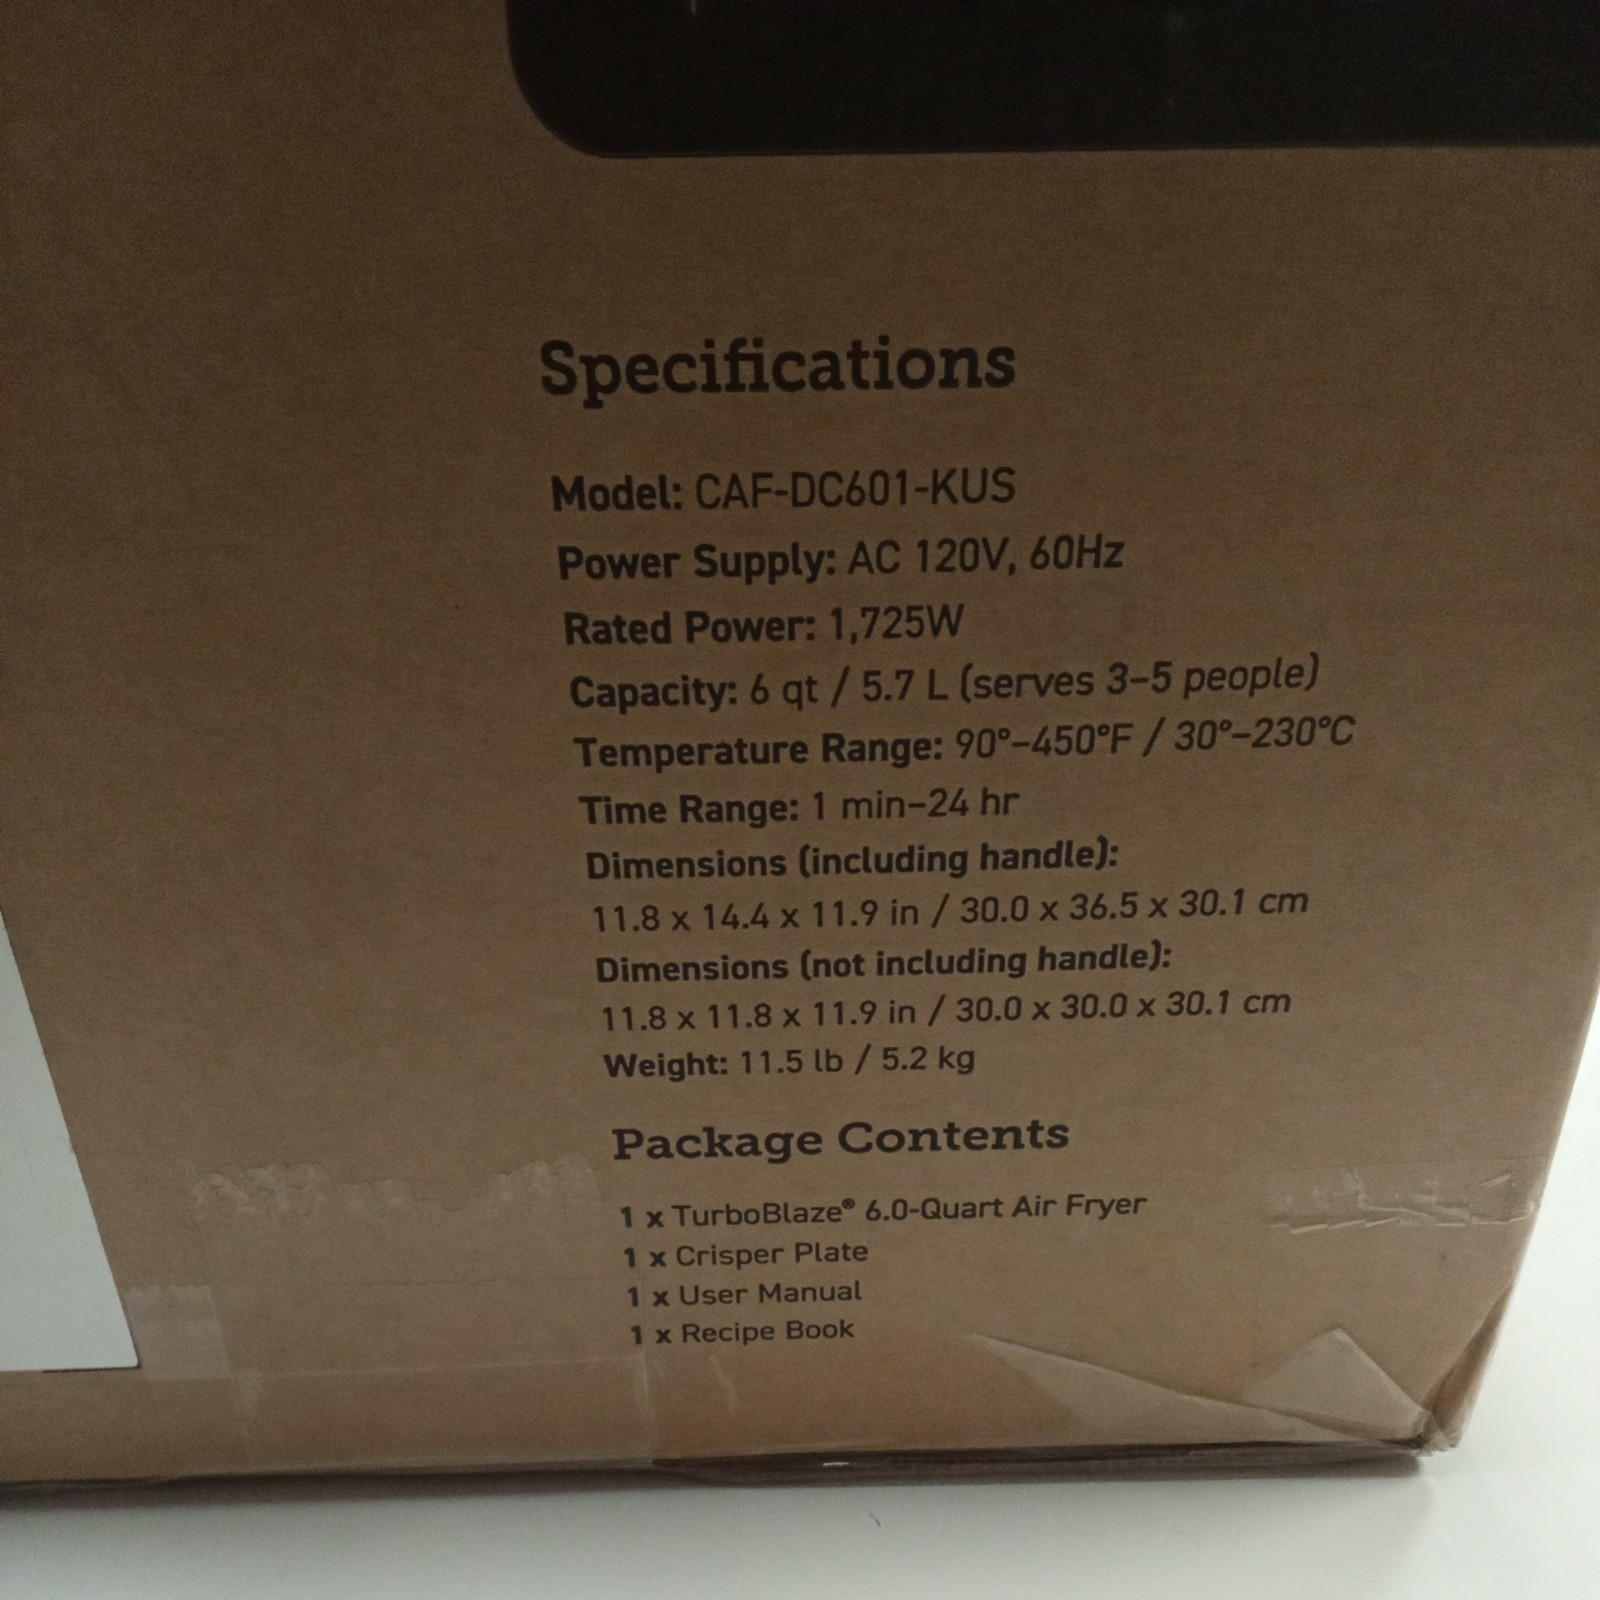 Specifications
Model: CAF-DC601-KUS
Power Supply: AC 120V, 60Hz
Rated Power: 1,725W
Capacity: 6 qt / 5.7 L (serves 3–5 people)
Temperature Range: 90°–450°F / 30°–230°C
Time Range: 1 min–24 hr
Dimensions (including handle):
11.8 x 14.4 x 11.9 in / 30.0 x 36.5 x 30.1 cm
Dimensions (not including handle):
11.8 x 11.8 x 11.9 in / 30.0 x 30.0 x 30.1 cm
Weight: 11.5 lb / 5.2 kg
Package Contents
1 x TurboBlaze® 6.0-Quart Air Fryer
1 x Crisper Plate
1 x User Manual
1 x Recipe Book